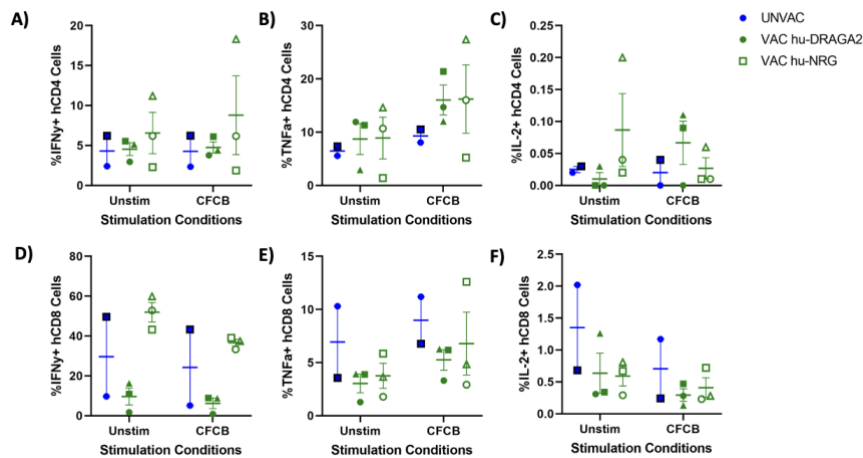 A)
%IFNy+ hCD4 Cells
20
15
10
5
0
Unstim
CFCB
Stimulation Conditions
B)
%TNFa+ hCD4 Cells
30
20
10
0
Unstim
CFCB
Stimulation Conditions
C)
%IL-2+ hCD4 Cells
0.25
0.20
0.15
0.10
0.05
0.00
Unstim
CFCB
Stimulation Conditions
UNVAC
VAC hu-DRAGA2
VAC hu-NRG
D)
%IFNy+ hCD8 Cells
80
60
40
20
0
Unstim
CFCB
Stimulation Conditions
E)
%TNFa+ hCD8 Cells
15
10
5
0
Unstim
CFCB
Stimulation Conditions
F)
%IL-2+ hCD8 Cells
2.5
2.0
1.5
1.0
0.5
0.0
Unstim
CFCB
Stimulation Conditions